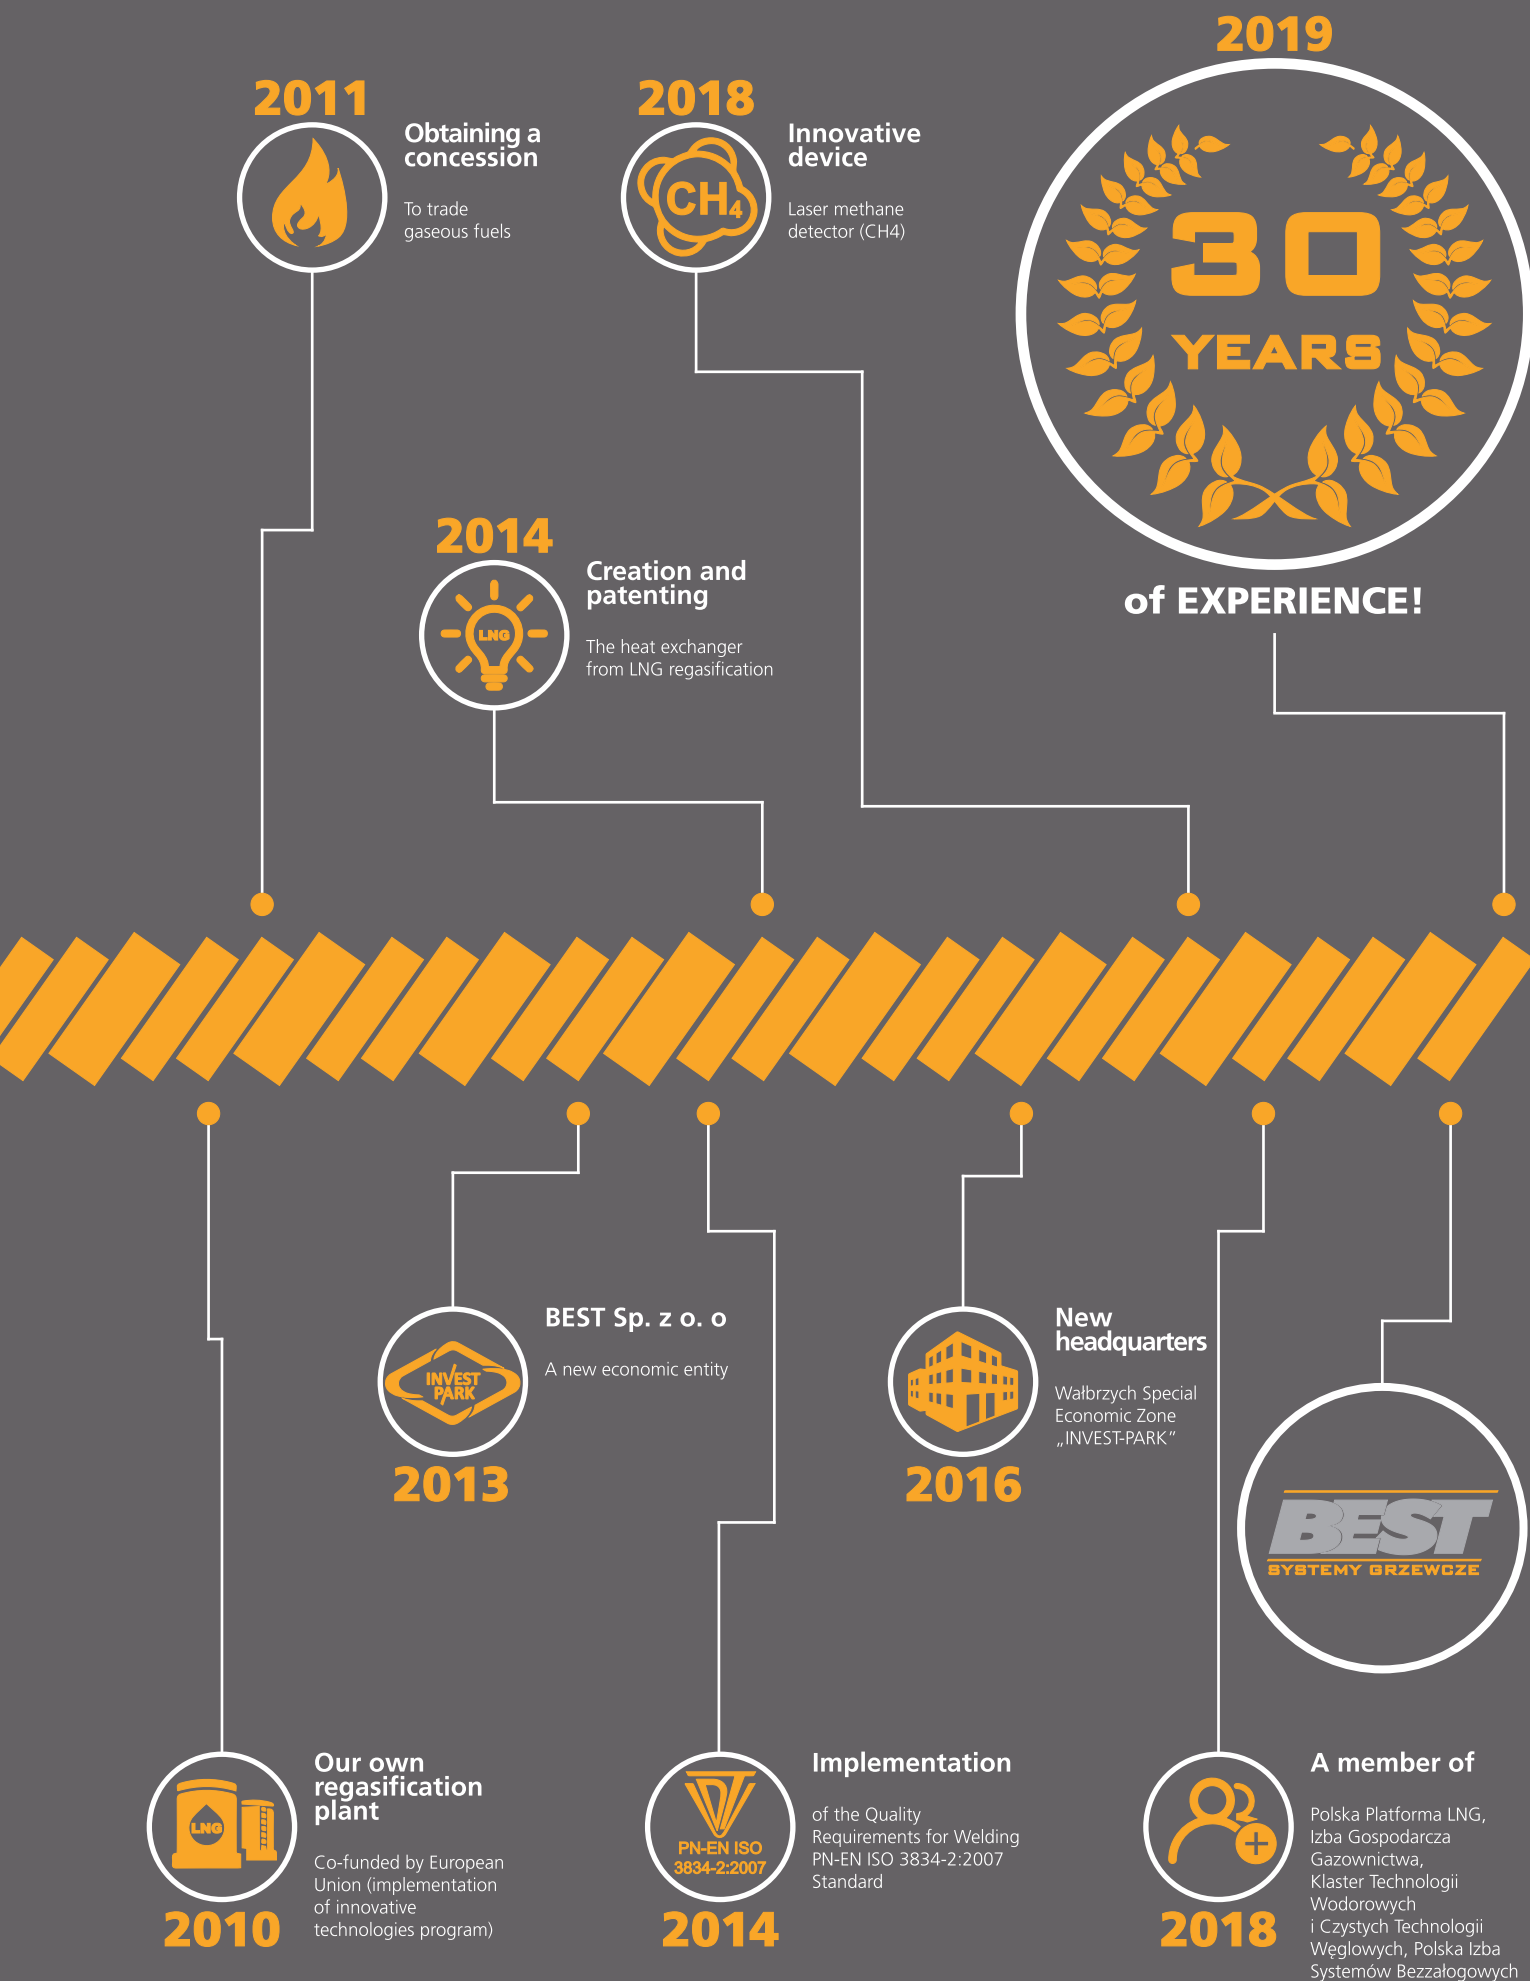 2019
2011
Obtaining a
concession
To trade
gaseous fuels
2018
CH4
Innovative
device
Laser methane
detector (CH4)
30
YEARS
of EXPERIENCE!
2014
LNG
Creation and
patenting
The heat exchanger
from LNG regasification
INVEST
PARK
BEST Sp. z o. o
A new economic entity
2013
New
headquarters
Wałbrzych Special
Economic Zone
„INVEST-PARK”
2016
BEST
SYSTEMY GRZEWCZE
LNG
Our own
regasification
plant
Co-funded by European
Union (implementation
of innovative
technologies program)
2010
PN-EN ISO
3834-2:2007
Implementation
of the Quality
Requirements for Welding
PN-EN ISO 3834-2:2007
Standard
2014
A member of
Polska Platforma LNG,
Izba Gospodarcza
Gazownictwa,
Klaster Technologii
Wodorowych
i Czystych Technologii
Węglowych, Polska Izba
Systemów Bezzałogowych
2018